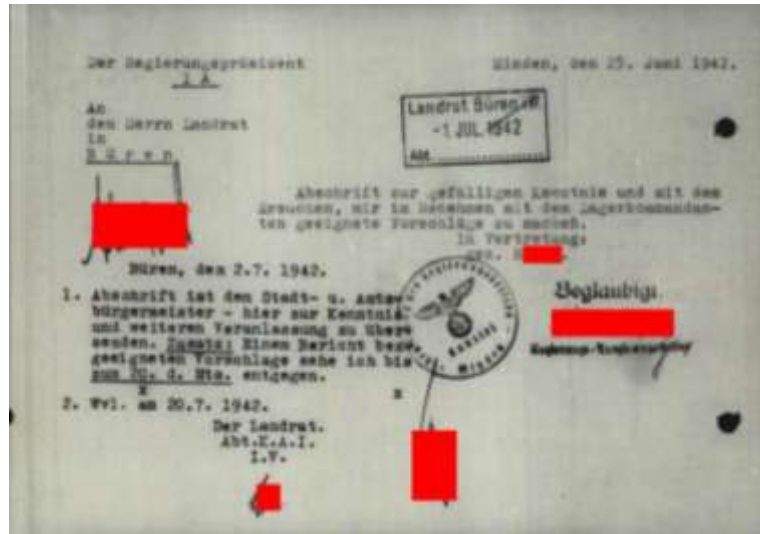 Der Regierungspräsident
I A
Minden, den 25. Juni 1942.
An
den Herrn Landrat
in
Büren
Landrat Büren
-1 JUL 1942
Abt
Abschrift zur gefälligen Kenntnis und mit dem
Ersuchen, mir im Benehmen mit dem Lagerkommandan-
ten geeignete Vorschläge zu machen.
In Vertretung:
gez.
Büren, den 2.7. 1942.
Beglaubigt
1. Abschrift ist den Stadt- u. Amts-
bürgermeister - hier zur Kenntnis
und weiteren Veranlassung zu über-
senden. Zusatz: Einem Bericht bezw.
geeigneten Vorschlage sehe ich bis
zum 20. d. Mts. entgegen.
x
x
2. Wvl. am 20.7. 1942.
Der Landrat.
Abt.K.A.I.
I.V.